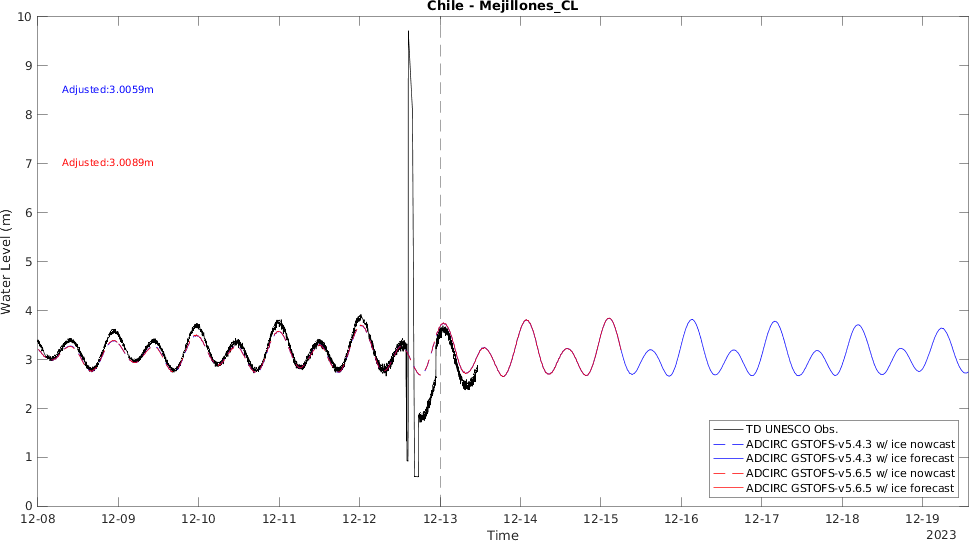 Chile - Mejillones_CL
10
9
8
7
6
5
4
3
2
1
0
Water Level (m)
Adjusted:3.0059m
Adjusted:3.0089m
TD UNESCO Obs.
ADCIRC GSTOFS-v5.4.3 w/ ice nowcast
ADCIRC GSTOFS-v5.4.3 w/ ice forecast
ADCIRC GSTOFS-v5.6.5 w/ ice nowcast
ADCIRC GSTOFS-v5.6.5 w/ ice forecast
12-08 12-09 12-10 12-11 12-12 12-13 12-14 12-15 12-16 12-17 12-18 12-19
Time
2023